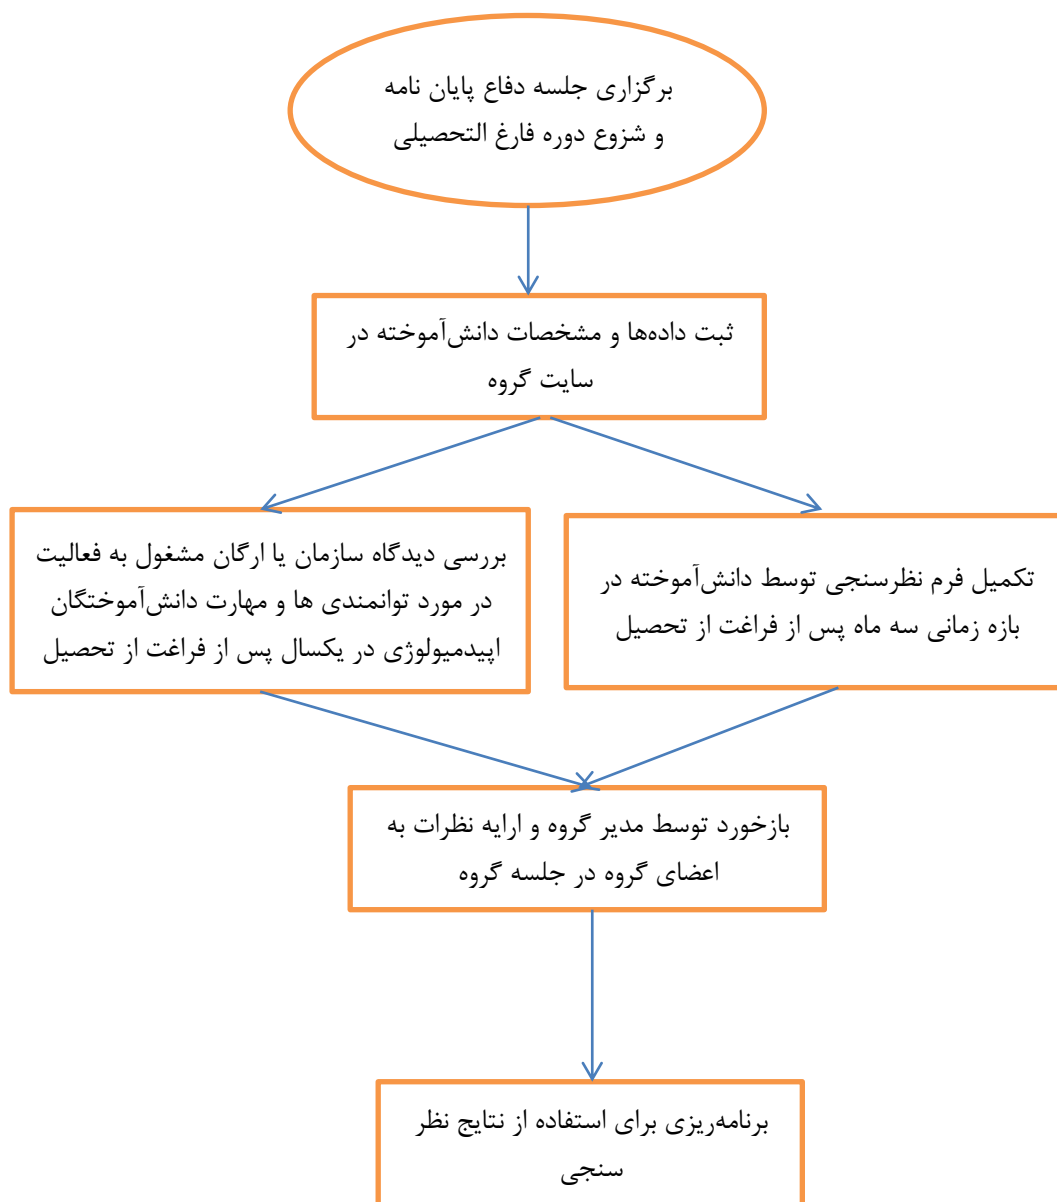 برگزاری جلسه دفاع پایان نامه
و شزوع دوره فارغ التحصیلی
ثبت داده‌ها و مشخصات دانش‌آموخته در
سایت گروه
تکمیل فرم نظرسنجی توسط دانش‌آموخته در
بازه زمانی سه ماه پس از فراغت از تحصیل
بررسی دیدگاه سازمان یا ارگان مشغول به فعالیت
در مورد توانمندی ها و مهارت دانش‌آموختگان
اپیدمیولوژی در یکسال پس از فراغت از تحصیل
بازخورد توسط مدیر گروه و ارایه نظرات به
اعضای گروه در جلسه گروه
برنامه‌ریزی برای استفاده از نتایج نظر
سنجی